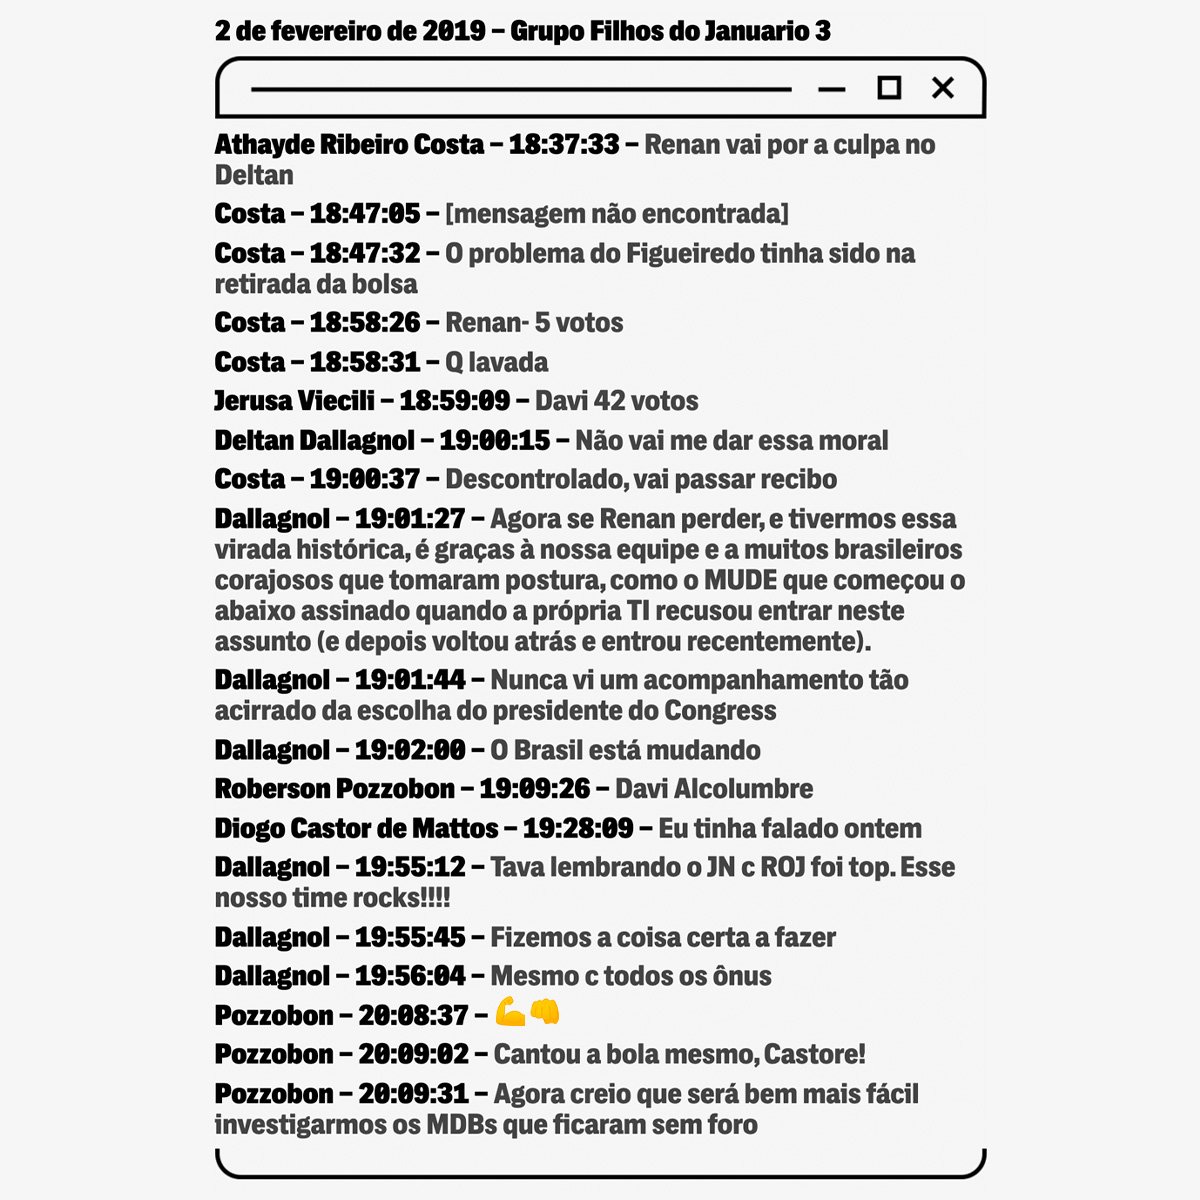 2 de fevereiro de 2019 – Grupo Filhos do Januario 3
Athayde Ribeiro Costa – 18:37:33 – Renan vai por a culpa no
Deltan
Costa – 18:47:05 – [mensagem não encontrada]
Costa – 18:47:32 – O problema do Figueiredo tinha sido na
retirada da bolsa
Costa – 18:58:26 – Renan- 5 votos
Costa – 18:58:31 – Q lavada
Jerusa Viecili – 18:59:09 – Davi 42 votos
Deltan Dallagnol – 19:00:15 – Não vai me dar essa moral
Costa – 19:00:37 – Descontrolado, vai passar recibo
Dallagnol – 19:01:27 – Agora se Renan perder, e tivermos essa
virada histórica, é graças à nossa equipe e a muitos brasileiros
corajosos que tomaram postura, como o MUDE que começou o
abaixo assinado quando a própria TI recusou entrar neste
assunto (e depois voltou atrás e entrou recentemente).
Dallagnol – 19:01:44 – Nunca vi um acompanhamento tão
acirrado da escolha do presidente do Congress
Dallagnol – 19:02:00 – O Brasil está mudando
Roberson Pozzobon – 19:09:26 – Davi Alcolumbre
Diogo Castor de Mattos – 19:28:09 – Eu tinha falado ontem
Dallagnol – 19:55:12 – Tava lembrando o JN c ROJ foi top. Esse
nosso time rocks!!!!
Dallagnol – 19:55:45 – Fizemos a coisa certa a fazer
Dallagnol – 19:56:04 – Mesmo c todos os ônus
Pozzobon – 20:08:37 – 💪👊
Pozzobon – 20:09:02 – Cantou a bola mesmo, Castore!
Pozzobon – 20:09:31 – Agora creio que será bem mais fácil
investigarmos os MDBs que ficaram sem foro